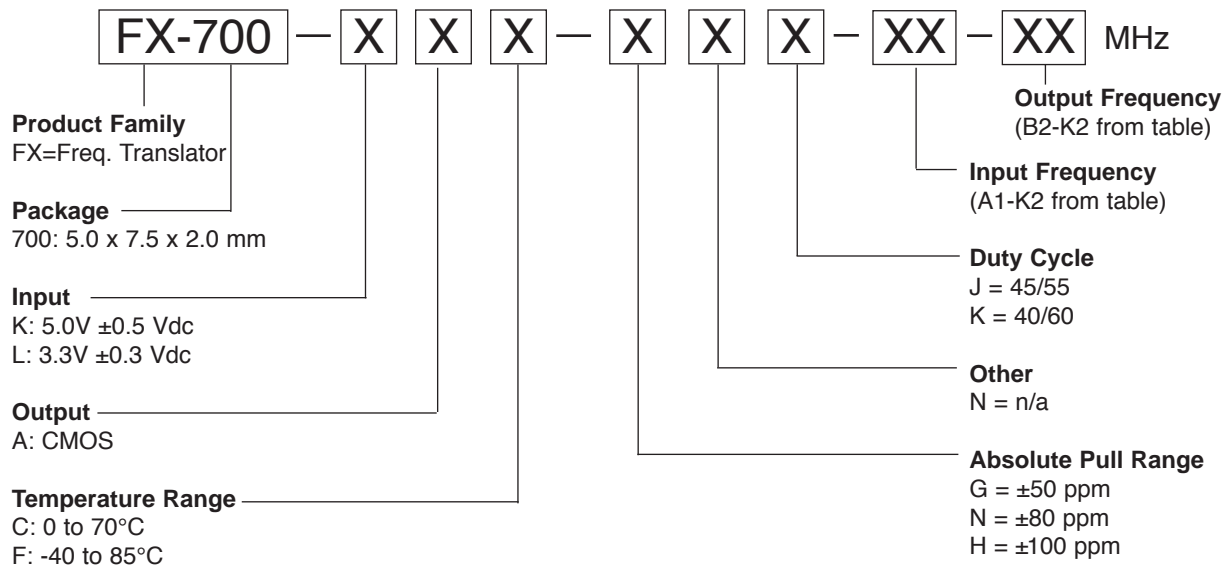 FX-700 — X X X — X X X — XX — XX MHz
Product Family
FX=Freq. Translator
Package
700: 5.0 x 7.5 x 2.0 mm
Input
K: 5.0V ±0.5 Vdc
L: 3.3V ±0.3 Vdc
Output
A: CMOS
Temperature Range
C: 0 to 70°C
F: -40 to 85°C
Output Frequency
(B2-K2 from table)
Input Frequency
(A1-K2 from table)
Duty Cycle
J = 45/55
K = 40/60
Other
N = n/a
Absolute Pull Range
G = ±50 ppm
N = ±80 ppm
H = ±100 ppm